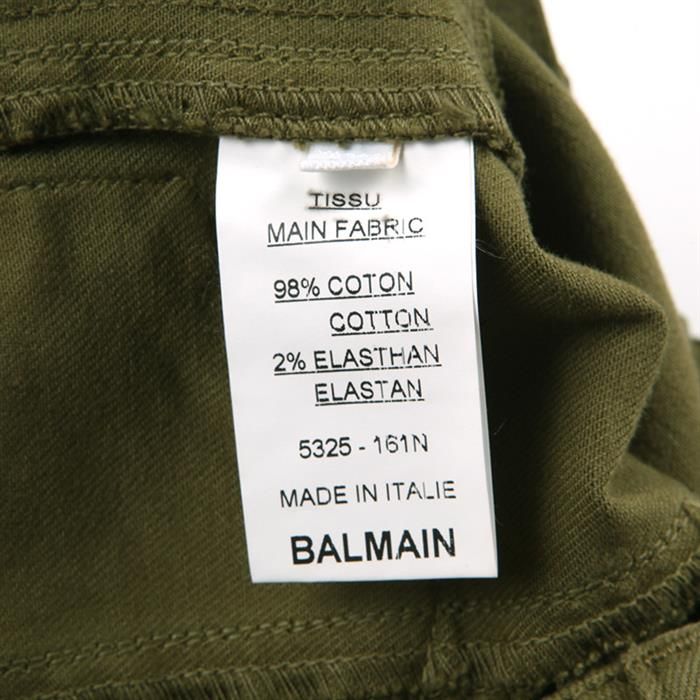 TISSU
MAIN FABRIC
98% COTON
COTTON
2% ELASTHAN
ELASTAN
5325 - 161N
MADE IN ITALIE
BALMAIN